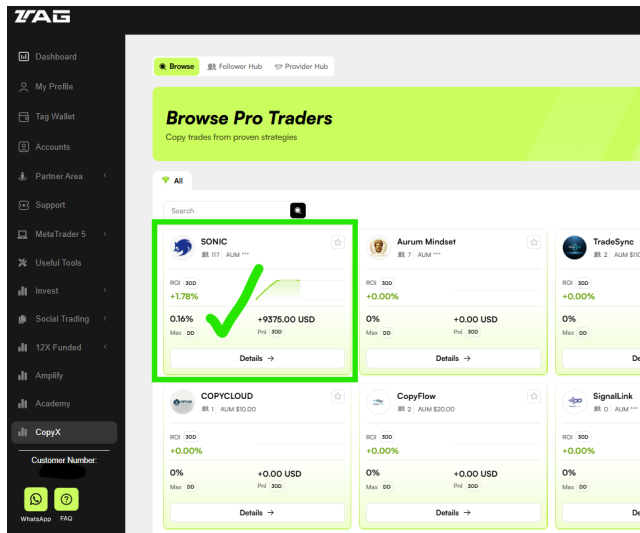 TAG
Dashboard
My Profile
Tag Wallet
Accounts
Partner Area
Support
MetaTrader 5
Useful Tools
Invest
Social Trading
12X Funded
Amplify
Academy
CopyX
Customer Number:
WhatsApp FAQ
Browse Follower Hub Provider Hub
Browse Pro Traders
Copy trades from proven strategies
All
Search
SONIC
117 AUM ***
ROI 30D
+1.78%
0.16% +9375.00 USD
Max DD Pnl 30D
Details →
Aurum Mindset
7 AUM ***
ROI 30D
+0.00%
0% +0.00 USD
Max DD Pnl 30D
Details →
TradeSync
2 AUM $110
ROI 30D
+0.00%
0%
Max DD
De
COPYCLOUD
1 AUM $10.00
ROI 30D
+0.00%
0% +0.00 USD
Max DD Pnl 30D
Details →
CopyFlow
2 AUM $20.00
ROI 30D
+0.00%
0% +0.00 USD
Max DD Pnl 30D
Details →
SignalLink
0 AUM ***
ROI 30D
+0.00%
0%
Max DD
De